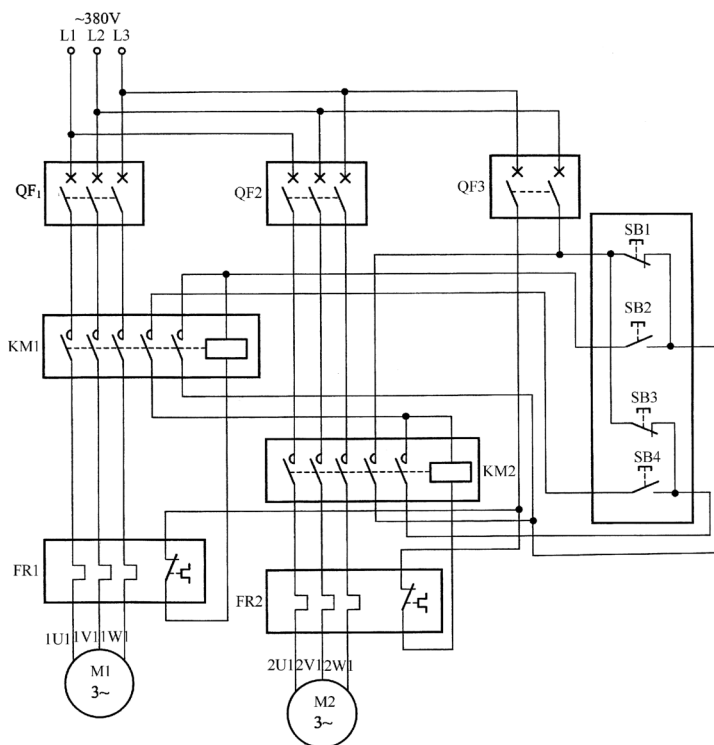 ~380V
L1 L2 L3
QF1
QF2
QF3
SB1
SB2
KM1
SB3
SB4
KM2
FR1
FR2
1U1 1V1 1W1
2U1 2V1 2W1
M1
3~
M2
3~